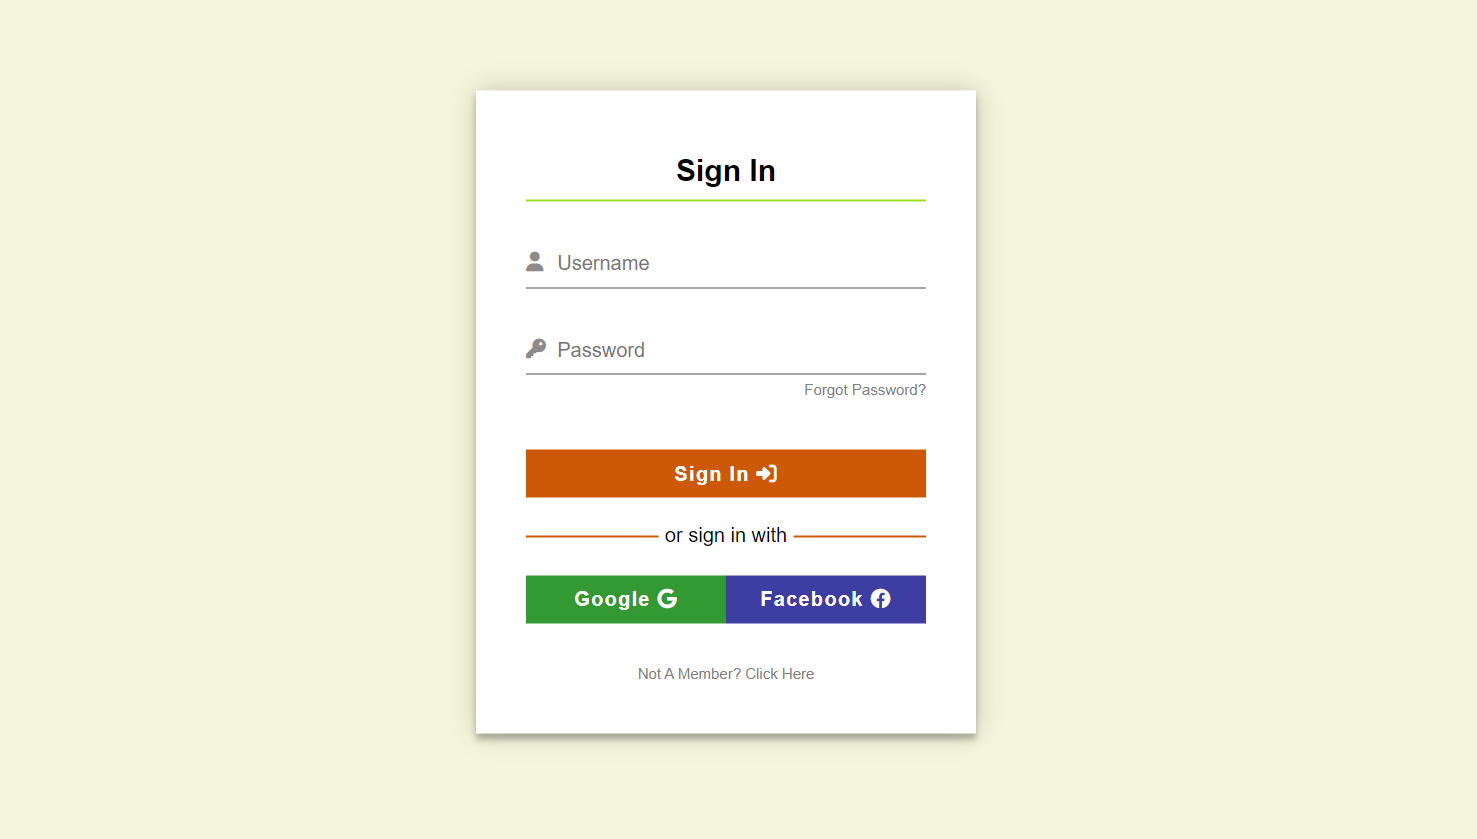 Sign In
Username
Password
Forgot Password?
Sign In
or sign in with
Google Facebook
Not A Member? Click Here